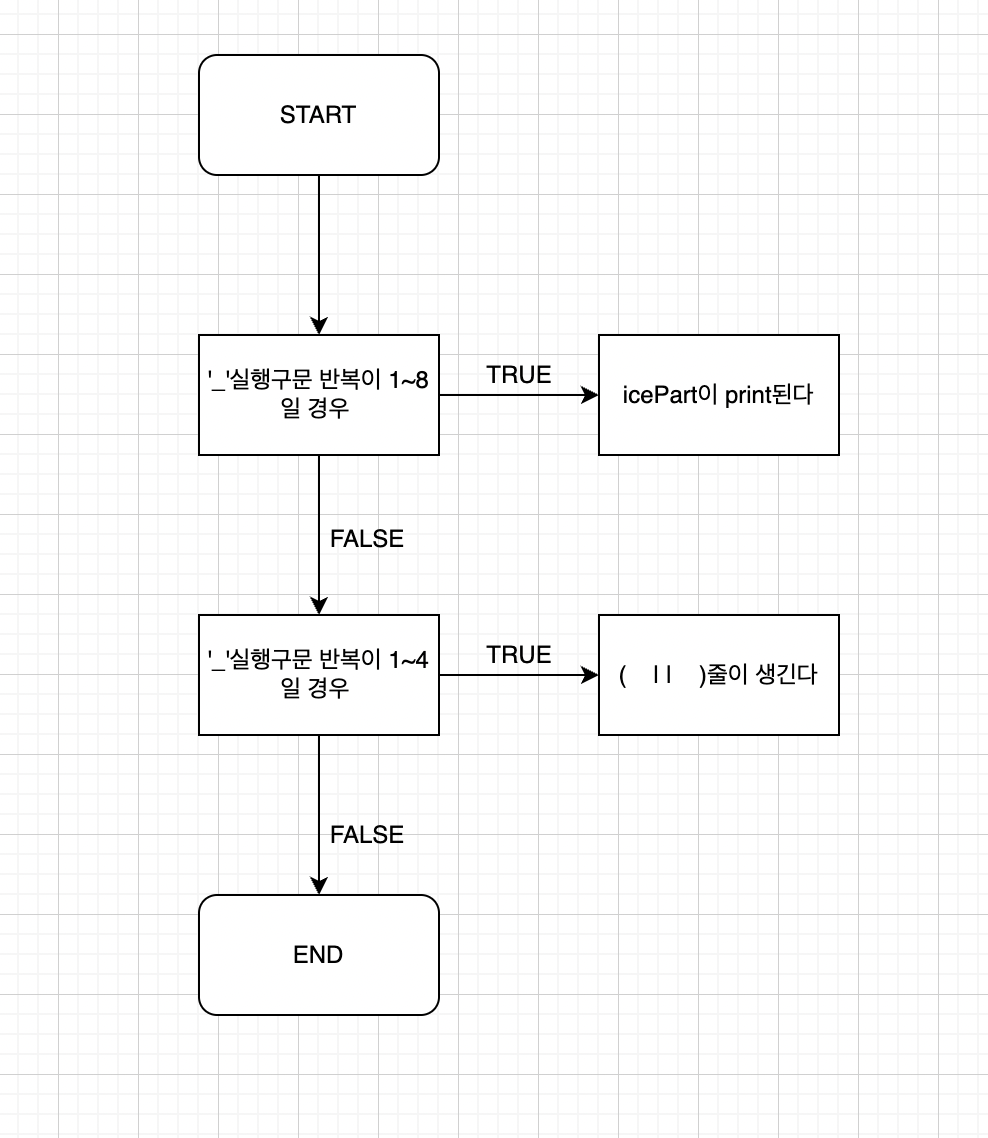 START
'_'실행구문 반복이 1~8
일 경우
TRUE
icePart이 print된다
FALSE
'_'실행구문 반복이 1~4
일 경우
TRUE
( ㅣㅣ )줄이 생긴다
FALSE
END